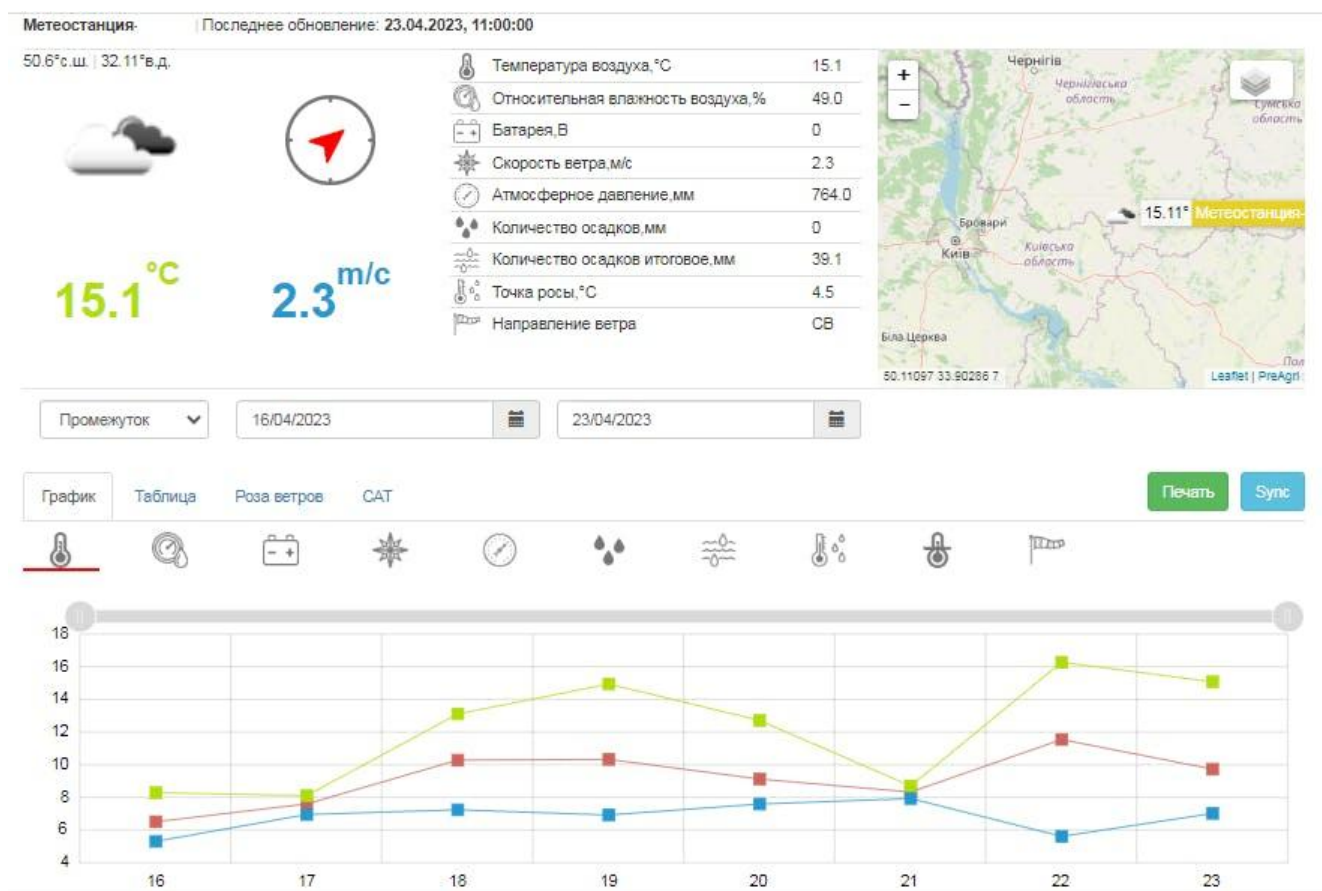 Метеостанция- | Последнее обновление: 23.04.2023, 11:00:00
50.6°с.ш. | 32.11°в.д.
Температура воздуха,°C 15.1
Относительная влажность воздуха,% 49.0
Батарея,В 0
Скорость ветра,м/с 2.3
Атмосферное давление,мм 764.0
Количество осадков,мм 0
Количество осадков итоговое,мм 39.1
Точка росы,°C 4.5
Направление ветра СВ
15.1 °C
2.3 m/c
+
−
Чернігів
Чернігівська
область
Сумська
область
15.11° Метеостанция-
Бровари
Київ
Київська
область
Біла Церква
Пол
50.11097 33.90286 7
Leaflet | PreAgri
Промежуток 16/04/2023 23/04/2023
График Таблица Роза ветров CAT Печать Sync
18
16
14
12
10
8
6
4
16 17 18 19 20 21 22 23